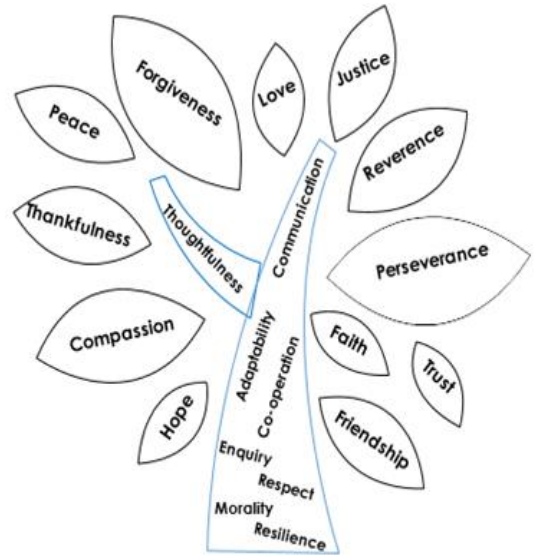 Forgiveness
Love
Justice
Peace
Reverence
Thankfulness
Thoughtfulness
Communication
Perseverance
Compassion
Adaptability
Co-operation
Faith
Trust
Hope
Friendship
Enquiry
Respect
Morality
Resilience